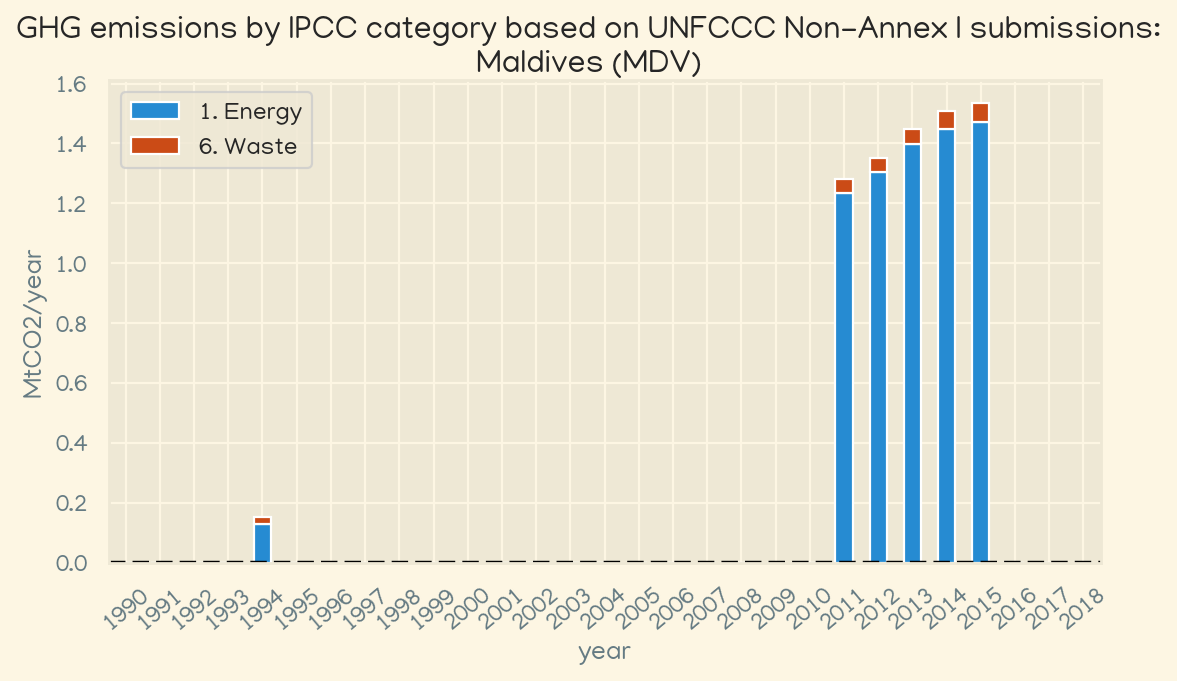 GHG emissions by IPCC category based on UNFCCC Non-Annex I submissions:
Maldives (MDV)
1. Energy
6. Waste
MtCO2/year
1.6
1.4
1.2
1.0
0.8
0.6
0.4
0.2
0.0
1990 1991 1992 1993 1994 1995 1996 1997 1998 1999 2000 2001 2002 2003 2004 2005 2006 2007 2008 2009 2010 2011 2012 2013 2014 2015 2016 2017 2018
year